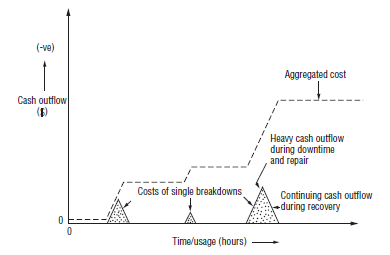 (-ve)
Cash outflow
($)
Aggregated cost
Heavy cash outflow
during downtime
and repair
Costs of single breakdowns
Continuing cash outflow
during recovery
0
0
Time/usage (hours)